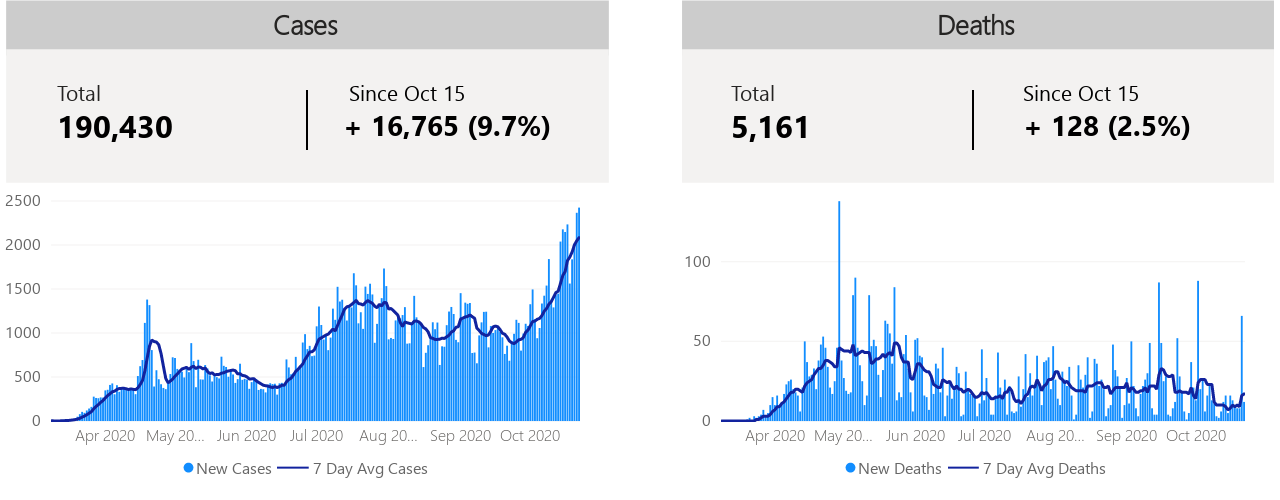 Cases
Total
190,430
Since Oct 15
+ 16,765 (9.7%)
2500
2000
1500
1000
500
0
Apr 2020 May 20... Jun 2020 Jul 2020 Aug 20... Sep 2020 Oct 2020
New Cases 7 Day Avg Cases
Deaths
Total
5,161
Since Oct 15
+ 128 (2.5%)
100
50
0
Apr 2020 May 20... Jun 2020 Jul 2020 Aug 20... Sep 2020 Oct 2020
New Deaths 7 Day Avg Deaths